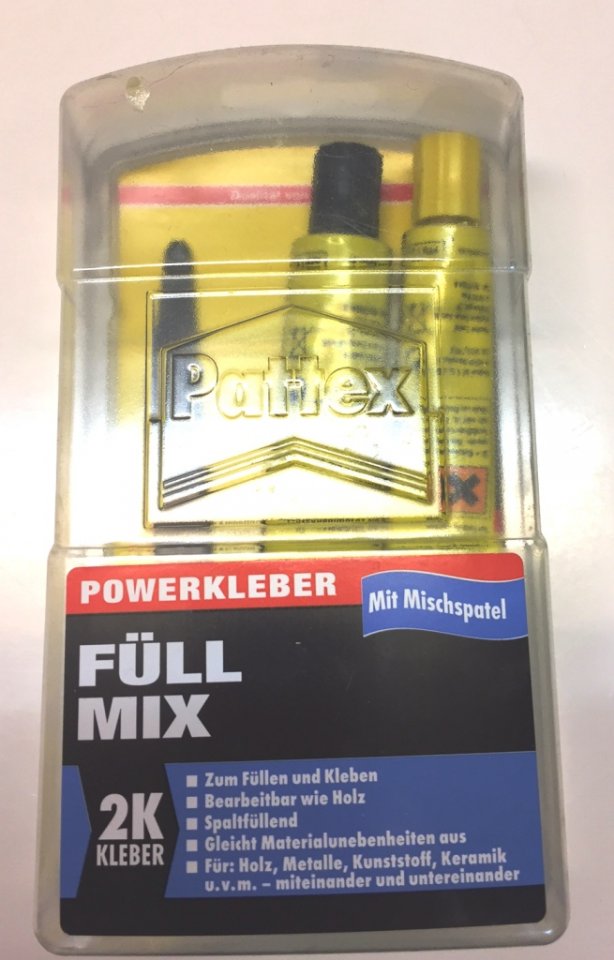 Pattex
POWERKLEBER
Mit Mischspatel
FÜLL
MIX
2K
KLEBER
Zum Füllen und Kleben
Bearbeitbar wie Holz
Spaltfüllend
Gleicht Materialunebenheiten aus
Für: Holz, Metalle, Kunststoff, Keramik
u.v.m. – miteinander und untereinander